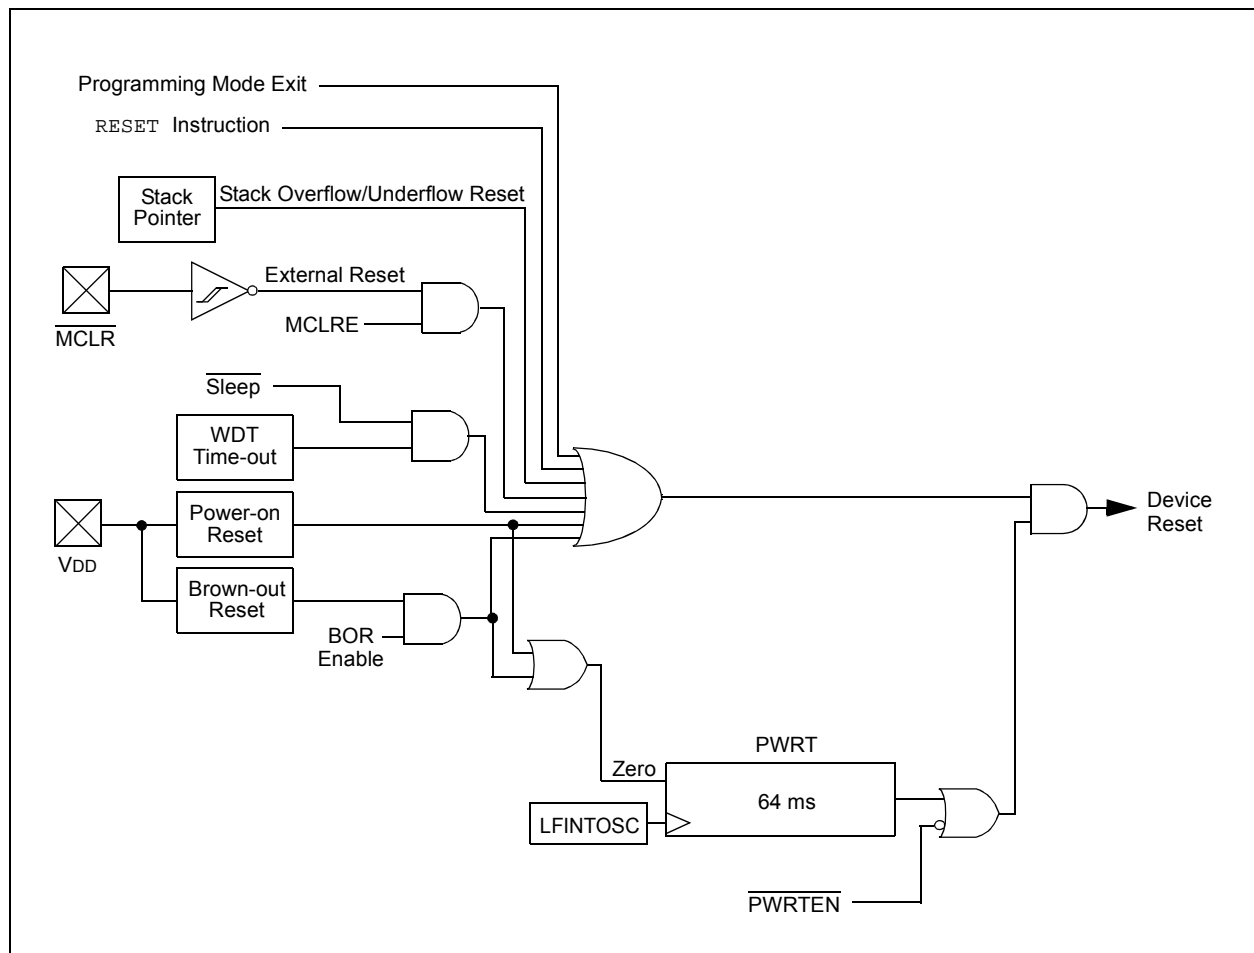 Programming Mode Exit
RESET Instruction
Stack
Pointer
Stack Overflow/Underflow Reset
External Reset
MCLRE
MCLR
Sleep
WDT
Time-out
Power-on
Reset
VDD
Brown-out
Reset
BOR
Enable
Device
Reset
PWRT
Zero
64 ms
LFINTOSC
PWRTEN